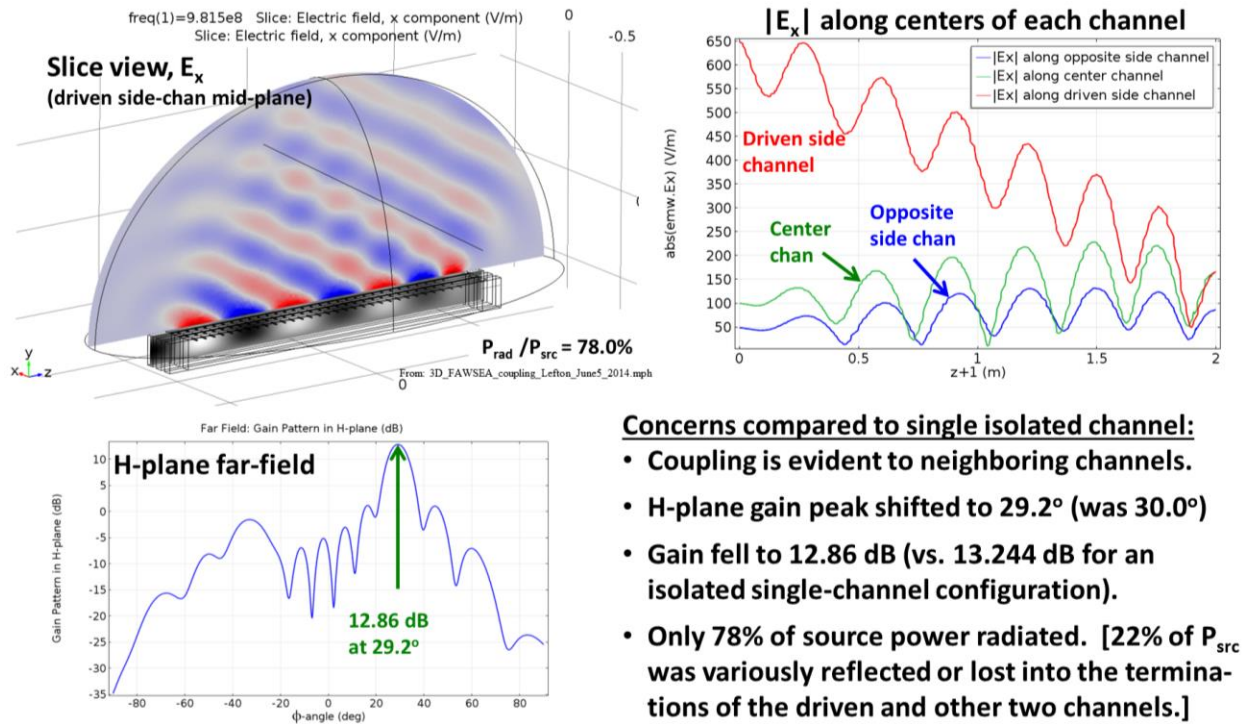 freq(1)=9.815e8   Slice: Electric field, x component (V/m)
Slice: Electric field, x component (V/m)
0
-0.5
Slice view, Eₓ
(driven side-chan mid-plane)
y
x
z
P_rad /P_src = 78.0%
From: 3D_FAWSEA_coupling_Lefton_June5_2014.mph
0
|Eₓ| along centers of each channel
650
600
550
500
450
400
350
300
250
200
150
100
50
abs(emw.Ex) (V/m)
|Ex| along opposite side channel
|Ex| along center channel
|Ex| along driven side channel
Driven side
channel
Center
chan
Opposite
side chan
0 0.5 1 1.5 2
z+1 (m)
Far Field: Gain Pattern in H-plane (dB)
H-plane far-field
10
5
0
-5
-10
-15
-20
-25
-30
-35
Gain Pattern in H-plane (dB)
12.86 dB
at 29.2°
-80 -60 -40 -20 0 20 40 60 80
ϕ-angle (deg)
Concerns compared to single isolated channel:
• Coupling is evident to neighboring channels.
• H-plane gain peak shifted to 29.2° (was 30.0°)
• Gain fell to 12.86 dB (vs. 13.244 dB for an
isolated single-channel configuration).
• Only 78% of source power radiated. [22% of P_src
was variously reflected or lost into the termina-
tions of the driven and other two channels.]